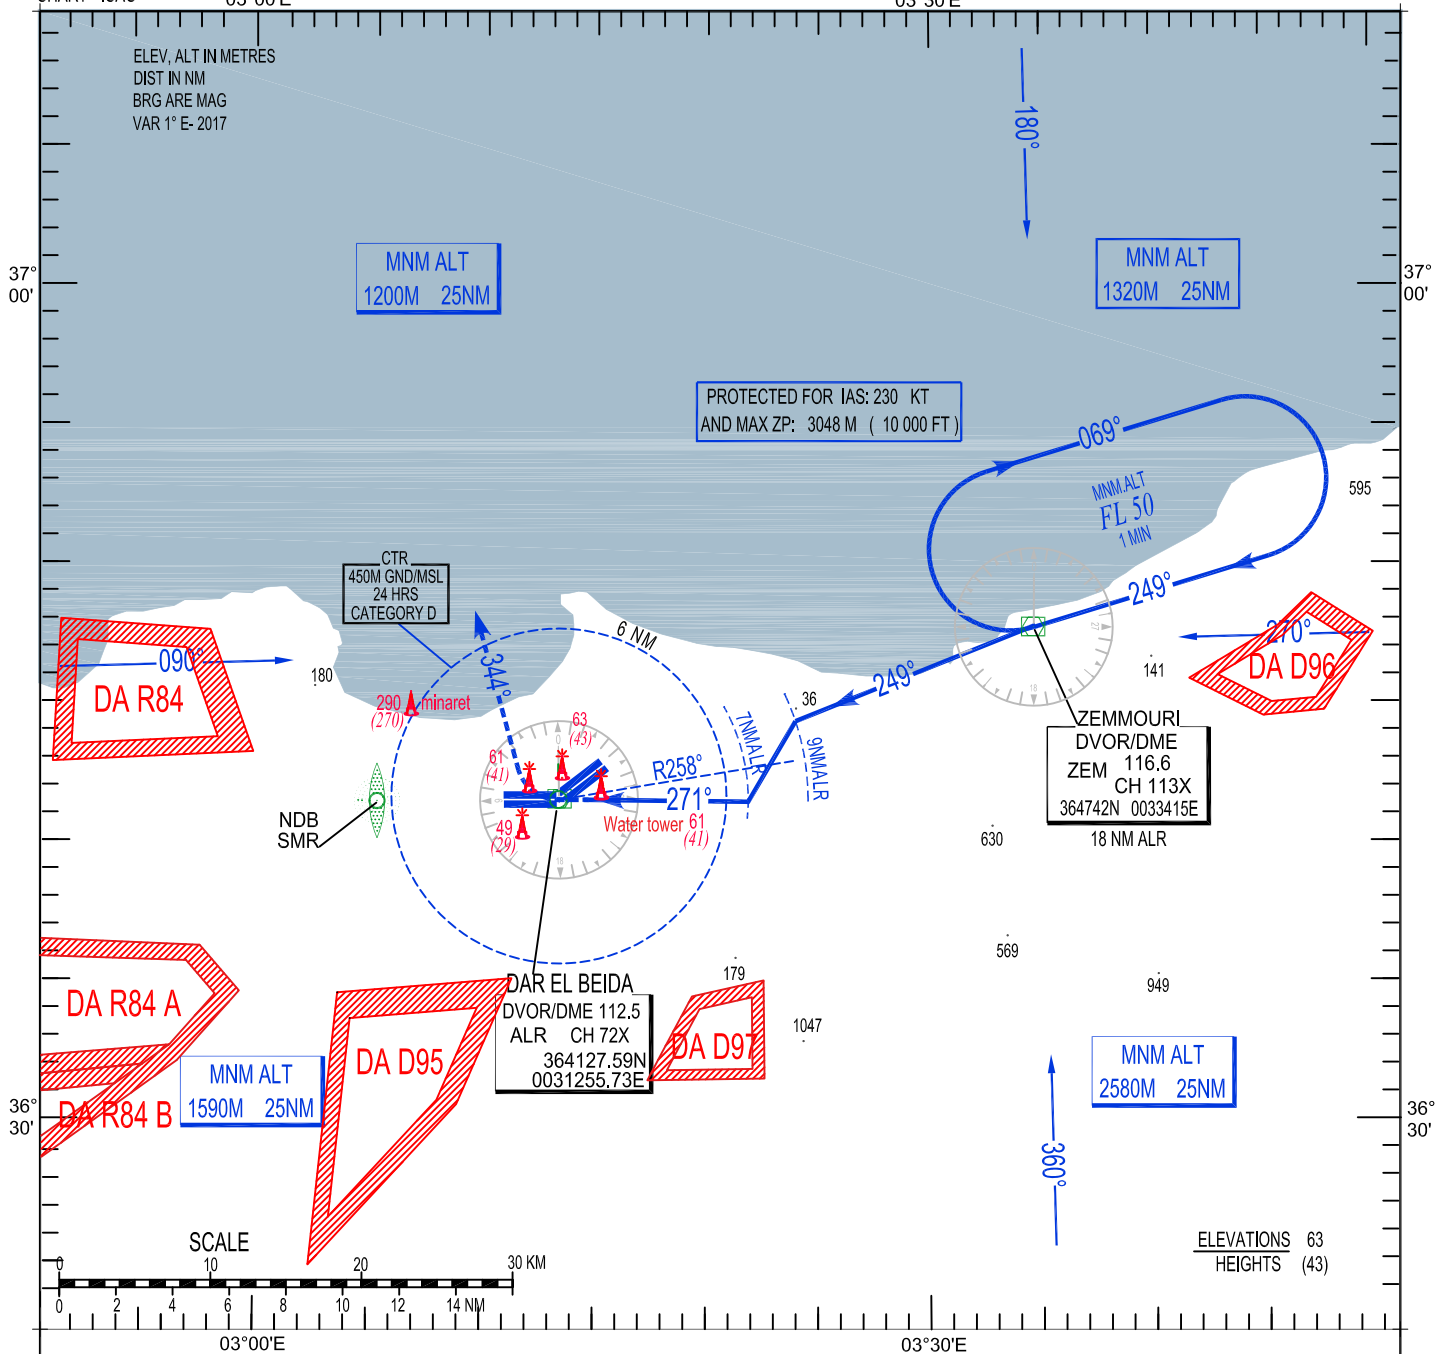 03°00'E
03°30'E
ELEV, ALT IN METRES
DIST IN NM
BRG ARE MAG
VAR 1° E- 2017
180°
MNM ALT
1200M 25NM
MNM ALT
1320M 25NM
37°
00'
37°
00'
PROTECTED FOR IAS: 230 KT
AND MAX ZP: 3048 M ( 10 000 FT )
069°
MNM.ALT
FL 50
1 MIN
595
CTR
450M GND/MSL
24 HRS
CATEGORY D
6 NM
249°
090°
DA R84
180
344°
290
(270)
minaret
249°
141
270°
DA D96
63
(43)
61
(41)
36
7NMALR
9NMALR
R258°
271°
ZEMMOURI
DVOR/DME
ZEM 116.6
CH 113X
364742N 0033415E
18 NM ALR
NDB
SMR
49
(29)
Water tower 61
(41)
630
569
949
179
1047
DAR EL BEIDA
DVOR/DME 112.5
ALR CH 72X
364127.59N
0031255.73E
DA R84 A
DA D95
DA D97
DA R84 B
MNM ALT
1590M 25NM
MNM ALT
2580M 25NM
36°
30'
36°
30'
360°
SCALE
0 10 20 30 KM
0 2 4 6 8 10 12 14 NM
ELEVATIONS 63
HEIGHTS (43)
03°00'E
03°30'E